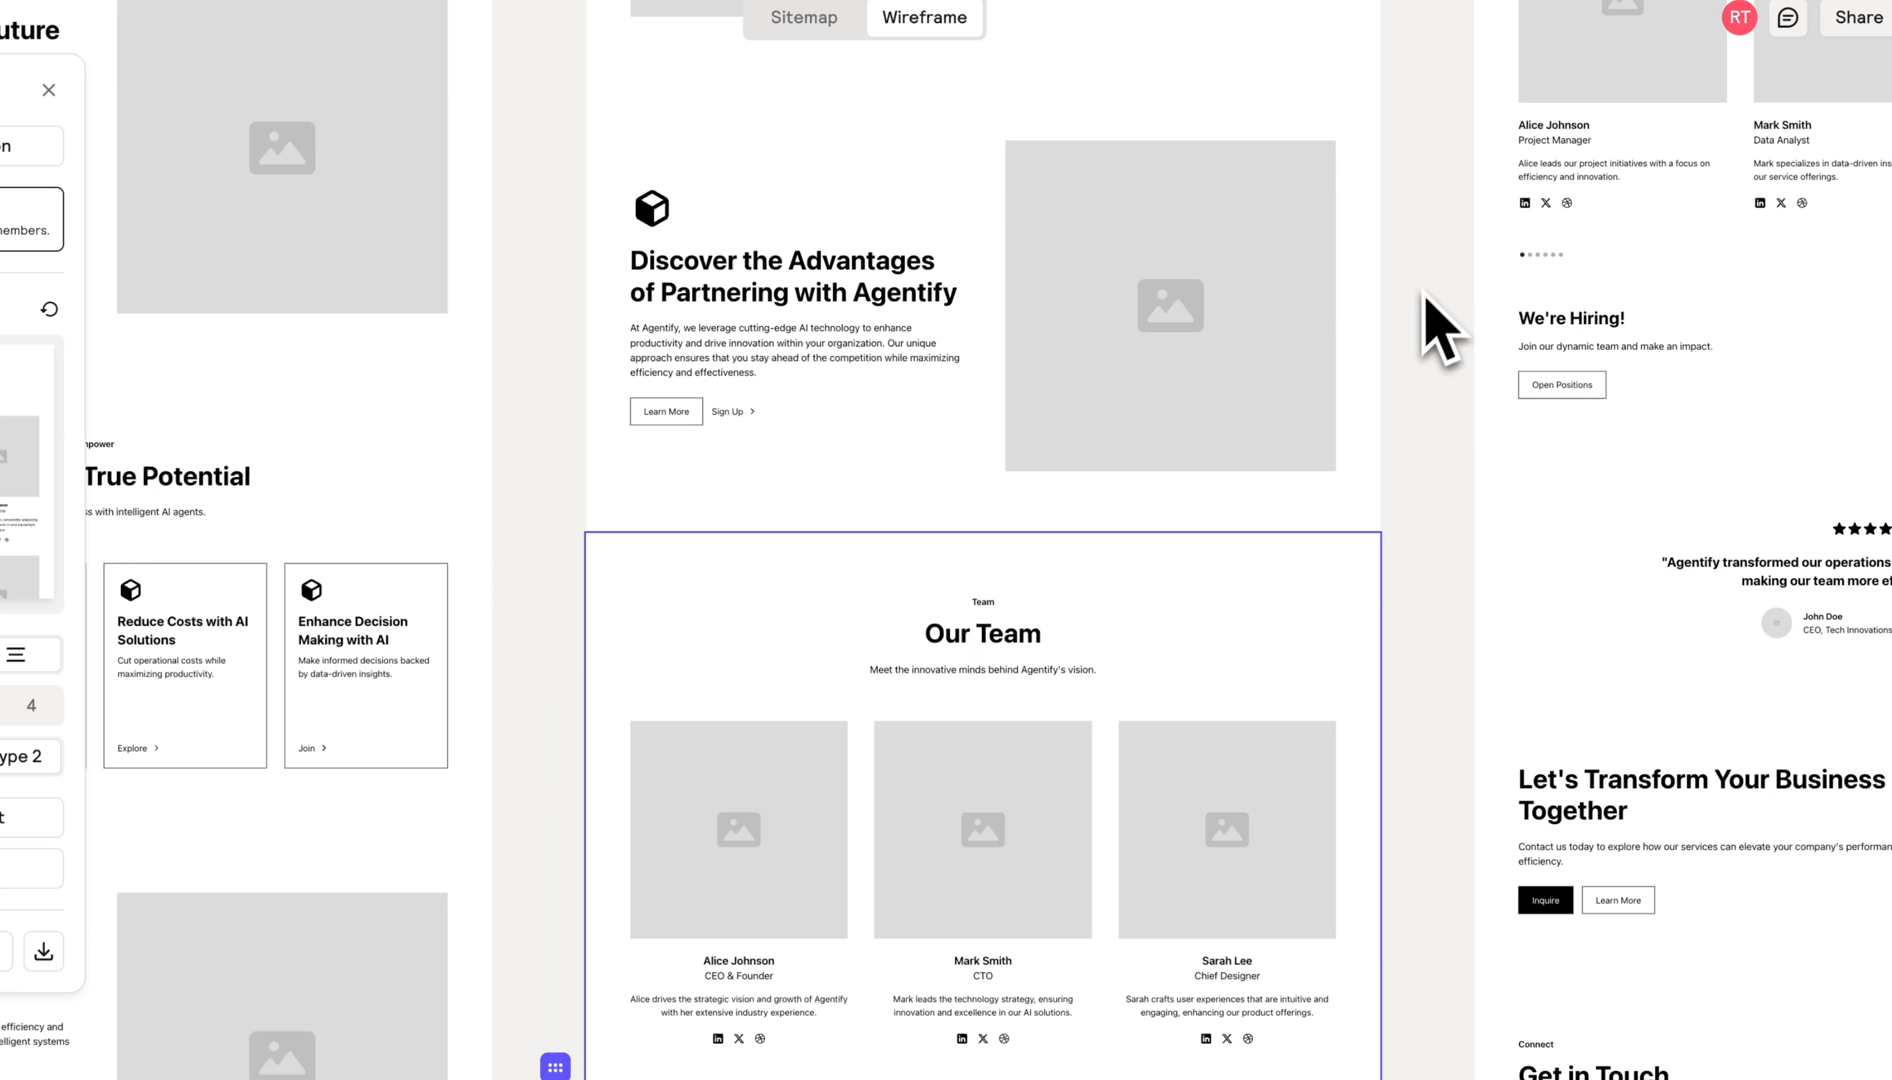 Sitemap
Wireframe
RT
Share
uture
on
members.
4
ype 2
t
efficiency and
elligent systems
mpower
True Potential
ss with intelligent AI agents.
Reduce Costs with AI
Solutions
Cut operational costs while
maximizing productivity.
Explore
Enhance Decision
Making with AI
Make informed decisions backed
by data-driven insights.
Join
Discover the Advantages
of Partnering with Agentify
At Agentify, we leverage cutting-edge AI technology to enhance
productivity and drive innovation within your organization. Our unique
approach ensures that you stay ahead of the competition while maximizing
efficiency and effectiveness.
Learn More
Sign Up
Team
Our Team
Meet the innovative minds behind Agentify's vision.
Alice Johnson
CEO & Founder
Alice drives the strategic vision and growth of Agentify
with her extensive industry experience.
Mark Smith
CTO
Mark leads the technology strategy, ensuring
innovation and excellence in our AI solutions.
Sarah Lee
Chief Designer
Sarah crafts user experiences that are intuitive and
engaging, enhancing our product offerings.
Alice Johnson
Project Manager
Alice leads our project initiatives with a focus on
efficiency and innovation.
Mark Smith
Data Analyst
Mark specializes in data-driven ins
our service offerings.
We're Hiring!
Join our dynamic team and make an impact.
Open Positions
"Agentify transformed our operations
making our team more ef
John Doe
CEO, Tech Innovations
Let's Transform Your Business
Together
Contact us today to explore how our services can elevate your company's performan
efficiency.
Inquire
Learn More
Connect
Get in Touch